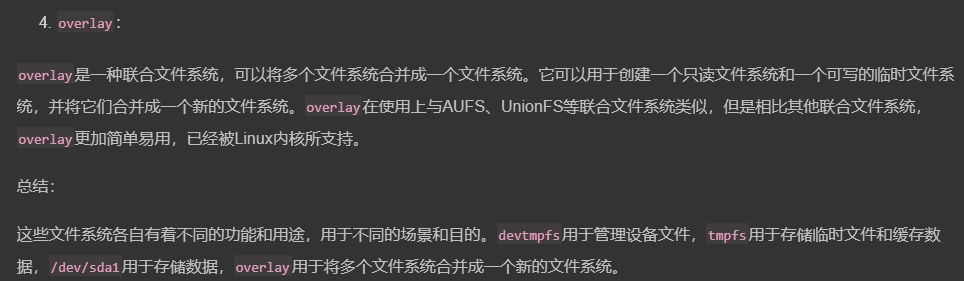 4. overlay：
overlay是一种联合文件系统，可以将多个文件系统合并成一个文件系统。它可以用于创建一个只读文件系统和一个可写的临时文件系
统，并将它们合并成一个新的文件系统。overlay在使用上与AUFS、UnionFS等联合文件系统类似，但是相比其他联合文件系统，
overlay更加简单易用，已经被Linux内核所支持。
总结：
这些文件系统各自有着不同的功能和用途，用于不同的场景和目的。devtmpfs用于管理设备文件，tmpfs用于存储临时文件和缓存数
据，/dev/sda1用于存储数据，overlay用于将多个文件系统合并成一个新的文件系统。